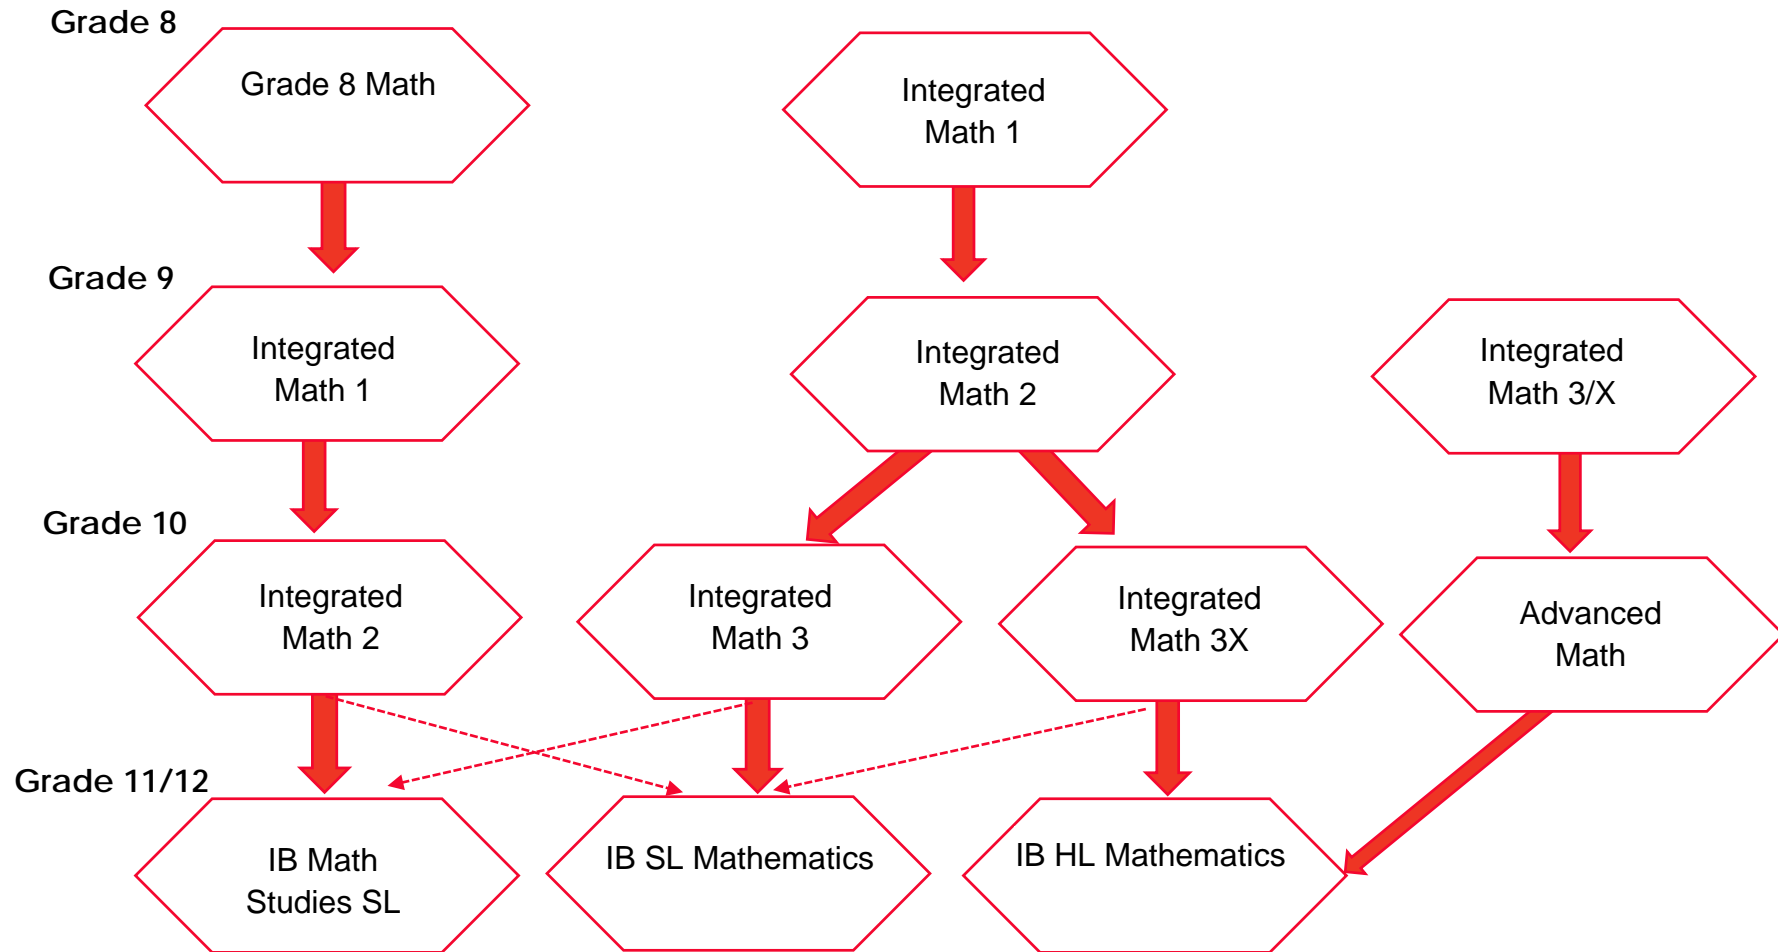 Grade 8
Grade 8 Math
Integrated
Math 1
Grade 9
Integrated
Math 1
Integrated
Math 2
Integrated
Math 3/X
Grade 10
Integrated
Math 2
Integrated
Math 3
Integrated
Math 3X
Advanced
Math
Grade 11/12
IB Math
Studies SL
IB SL Mathematics
IB HL Mathematics